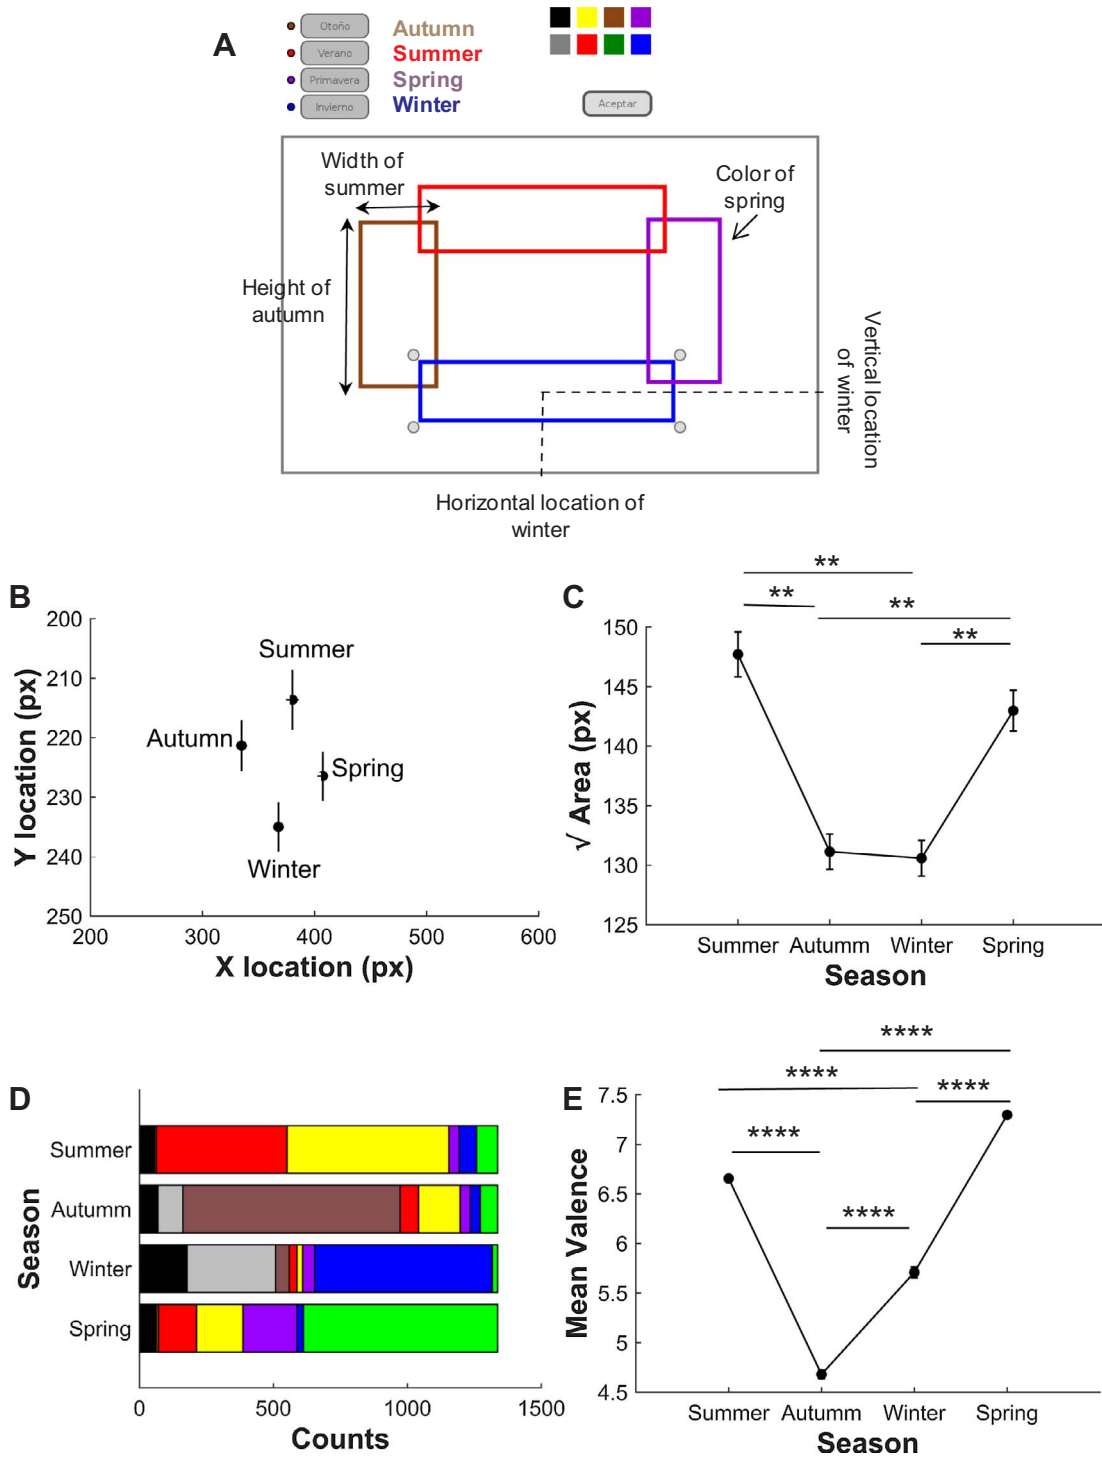 A
Otoño
Autumn
Verano
Summer
Primavera
Spring
Invierno
Winter
Aceptar
Width of
summer
Color of
spring
Height of
autumn
Vertical location
of winter
Horizontal location of
winter
B
200
210
220
230
240
250
Y location (px)
Summer
Autumn
Spring
Winter
200
300
400
500
600
X location (px)
C
**
**
**
**
150
145
140
135
130
125
√ Area (px)
Summer
Autumm
Winter
Spring
Season
D
Season
Summer
Autumm
Winter
Spring
0
500
1000
1500
Counts
E
****
****
****
****
****
7.5
7
6.5
6
5.5
5
4.5
Mean Valence
Summer
Autumm
Winter
Spring
Season